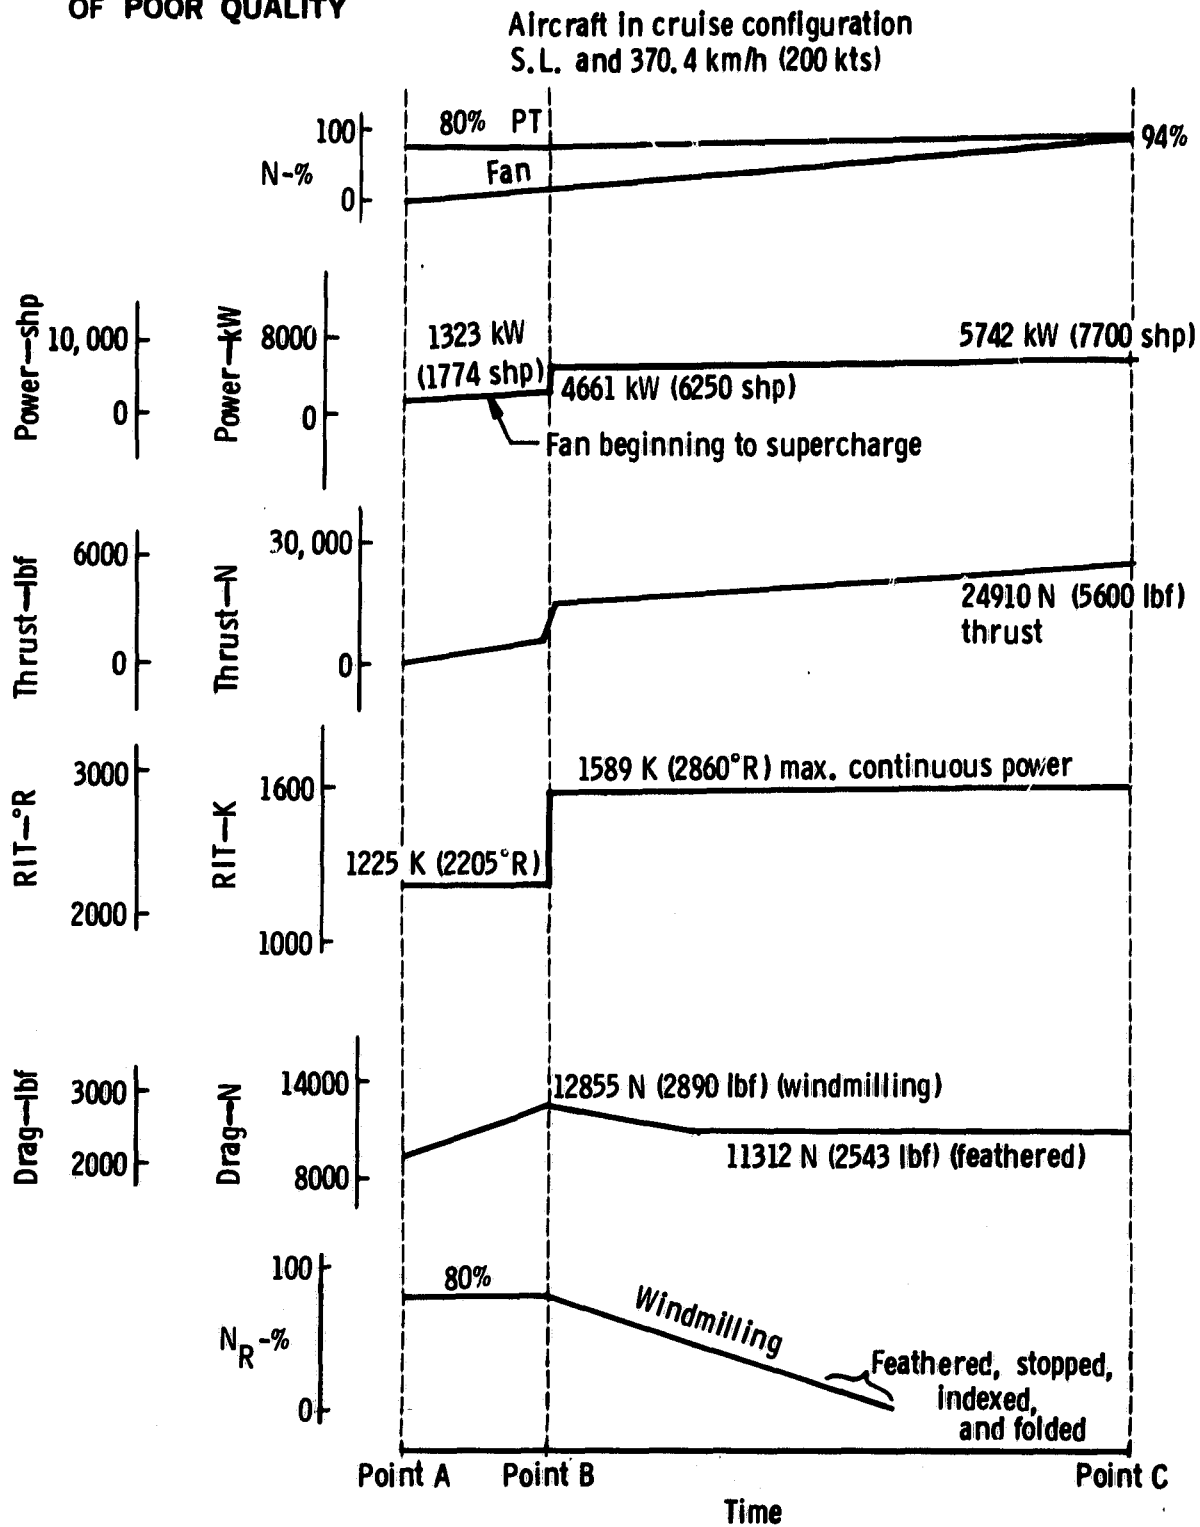 OF POOR QUALITY
Aircraft in cruise configuration
S.L. and 370.4 km/h (200 kts)
100
80% PT
94%
N-%
Fan
0
Power—shp
10,000
0
Power—kW
8000
0
1323 kW
(1774 shp)
4661 kW (6250 shp)
5742 kW (7700 shp)
Fan beginning to supercharge
Thrust—lbf
6000
0
Thrust—N
30,000
0
24910 N (5600 lbf)
thrust
RIT—°R
3000
2000
RIT—K
1600
1000
1589 K (2860°R) max. continuous power
1225 K (2205°R)
Drag—lbf
3000
2000
Drag—N
14000
8000
12855 N (2890 lbf) (windmilling)
11312 N (2543 lbf) (feathered)
100
80%
NR-%
0
Windmilling
Feathered, stopped,
indexed,
and folded
Point A
Point B
Point C
Time